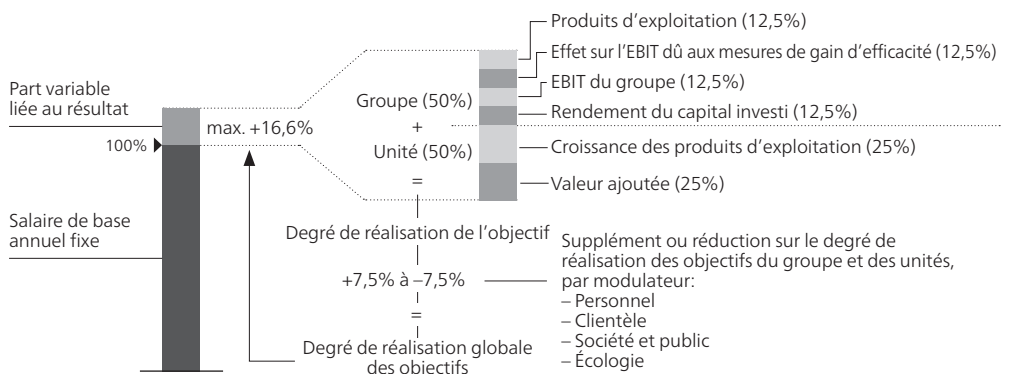 Part variable
liée au résultat
100%
Salaire de base
annuel fixe
max. +16,6%
Groupe (50%)
+
Unité (50%)
=
Degré de réalisation de l’objectif
+7,5% à –7,5%
=
Degré de réalisation globale
des objectifs
Produits d’exploitation (12,5%)
Effet sur l’EBIT dû aux mesures de gain d’efficacité (12,5%)
EBIT du groupe (12,5%)
Rendement du capital investi (12,5%)
Croissance des produits d’exploitation (25%)
Valeur ajoutée (25%)
Supplément ou réduction sur le degré de
réalisation des objectifs du groupe et des unités,
par modulateur:
– Personnel
– Clientèle
– Société et public
– Écologie